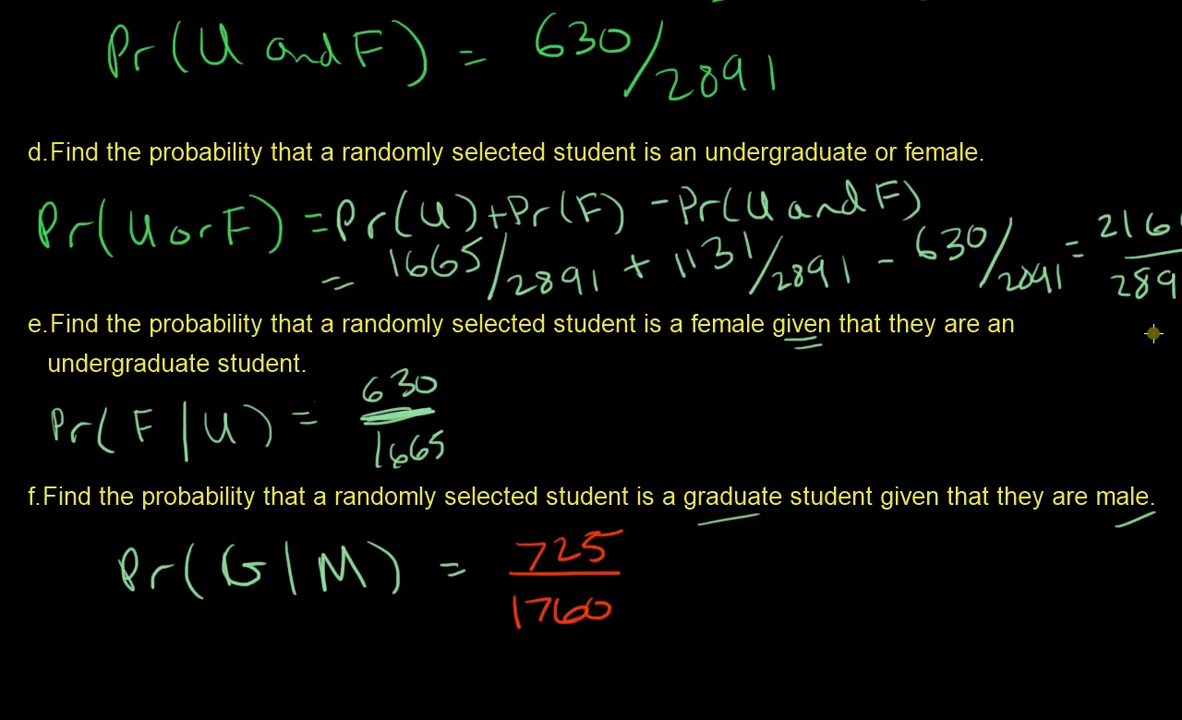 Pr(U and F) = 630/2891
d.Find the probability that a randomly selected student is an undergraduate or female.
Pr(U or F) = Pr(U) + Pr(F) - Pr(U and F)
= 1665/2891 + 1131/2891 - 630/2891 = 216 / 289
e.Find the probability that a randomly selected student is a female given that they are an
undergraduate student.
Pr(F | U) = 630/1665
f.Find the probability that a randomly selected student is a graduate student given that they are male.
Pr(G | M) = 725/1760